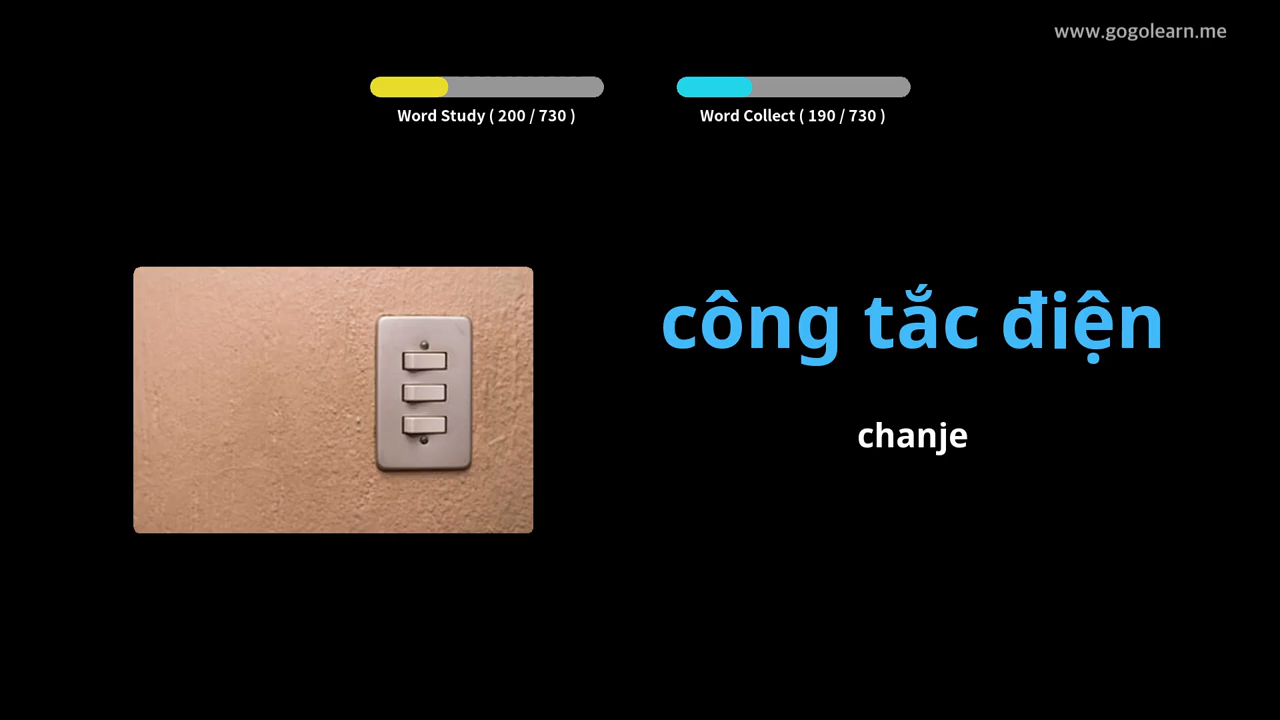 www.gogolearn.me
Word Study ( 200 / 730 )
Word Collect ( 190 / 730 )
công tắc điện
chanje